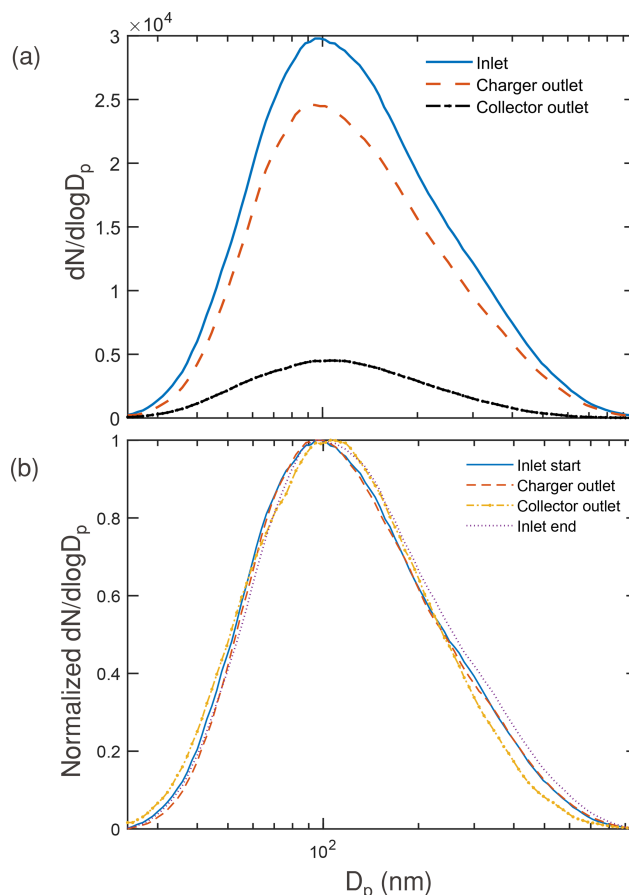 (a)
×10⁴
3
2.5
2
1.5
1
0.5
0
dN/dlogDₚ
Inlet
Charger outlet
Collector outlet
(b)
1
0.8
0.6
0.4
0.2
0
Normalized dN/dlogDₚ
Inlet start
Charger outlet
Collector outlet
Inlet end
10²
Dₚ (nm)